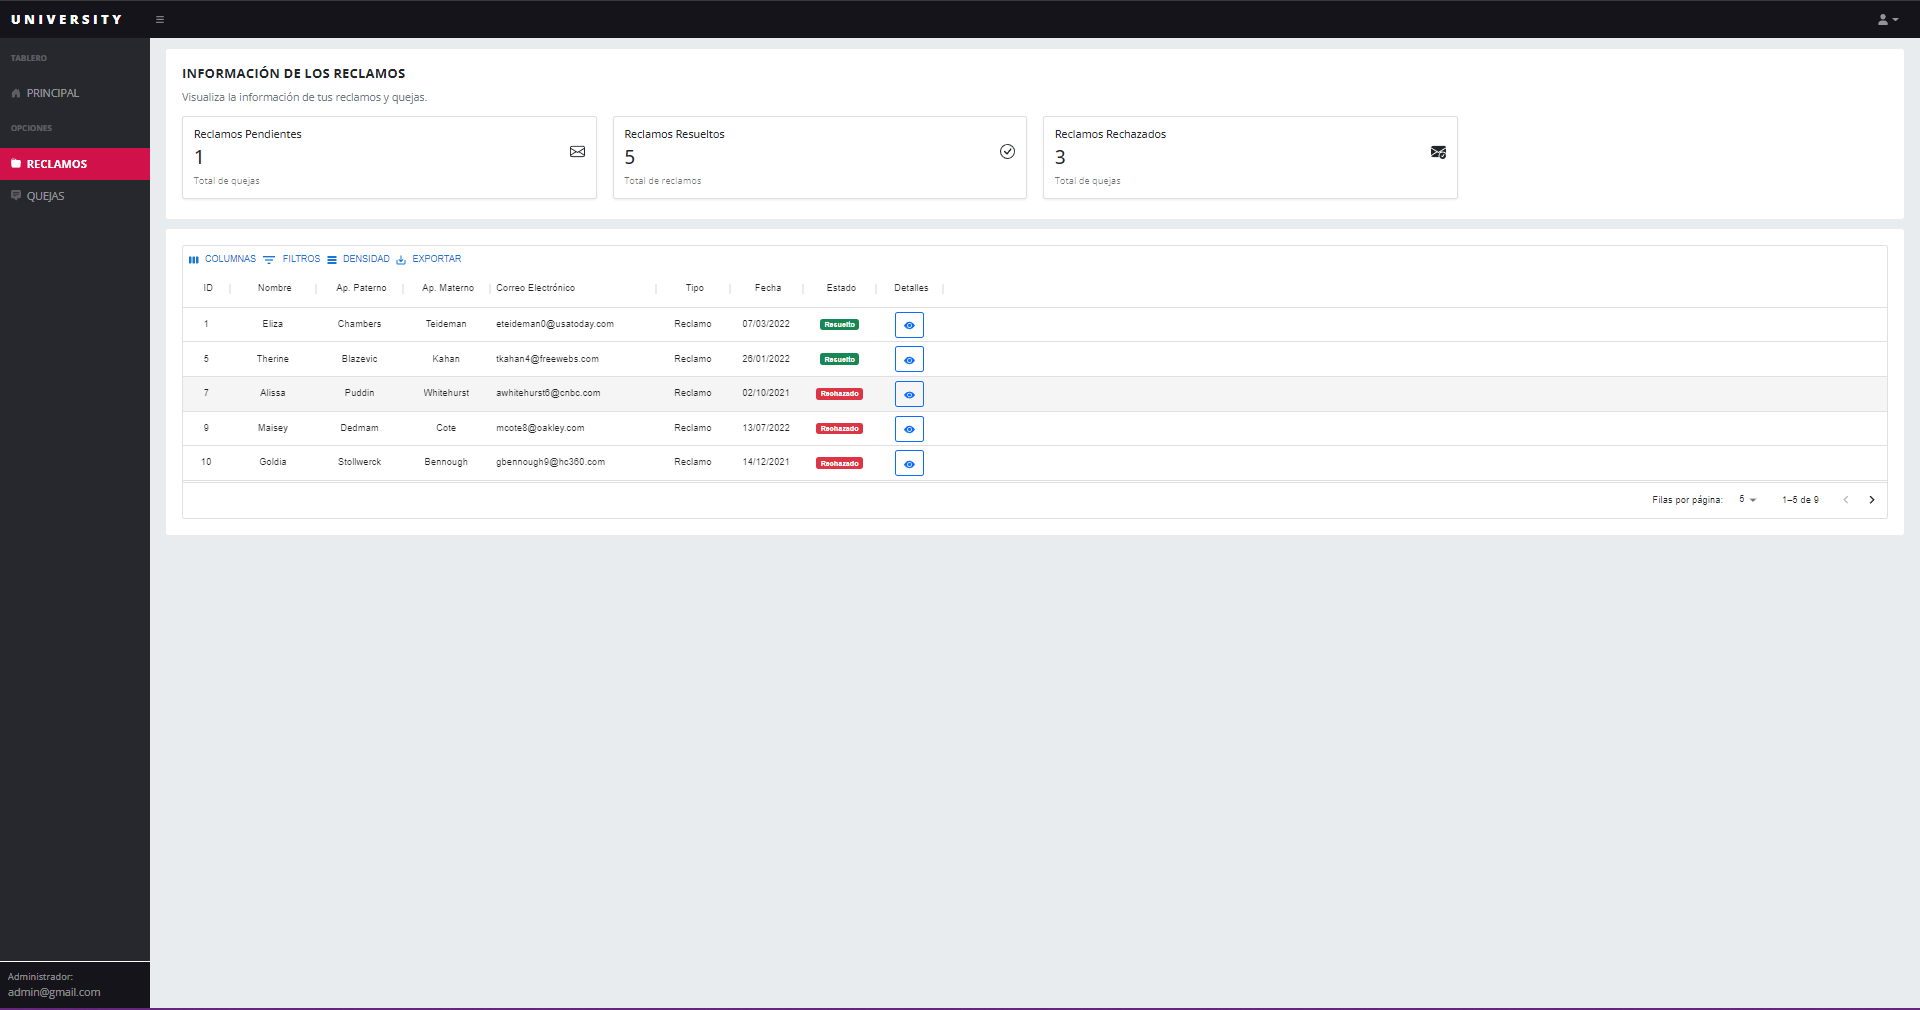 UNIVERSITY
TABLERO
PRINCIPAL
OPCIONES
RECLAMOS
QUEJAS
INFORMACIÓN DE LOS RECLAMOS
Visualiza la información de tus reclamos y quejas.
Reclamos Pendientes
1
Total de quejas
Reclamos Resueltos
5
Total de reclamos
Reclamos Rechazados
3
Total de quejas
COLUMNAS FILTROS DENSIDAD EXPORTAR
ID Nombre Ap. Paterno Ap. Materno Correo Electrónico Tipo Fecha Estado Detalles
1 Eliza Chambers Teideman eteideman0@usatoday.com Reclamo 07/03/2022 Resuelto
5 Therine Blazevic Kahan tkahan4@freewebs.com Reclamo 26/01/2022 Resuelto
7 Alissa Puddin Whitehurst awhitehurst6@cnbc.com Reclamo 02/10/2021 Rechazado
9 Maisey Dedmam Cote mcote8@oakley.com Reclamo 13/07/2022 Rechazado
10 Goldia Stollwerck Bennough gbennough9@hc360.com Reclamo 14/12/2021 Rechazado
Filas por página: 5 1–5 de 9
Administrador:
admin@gmail.com